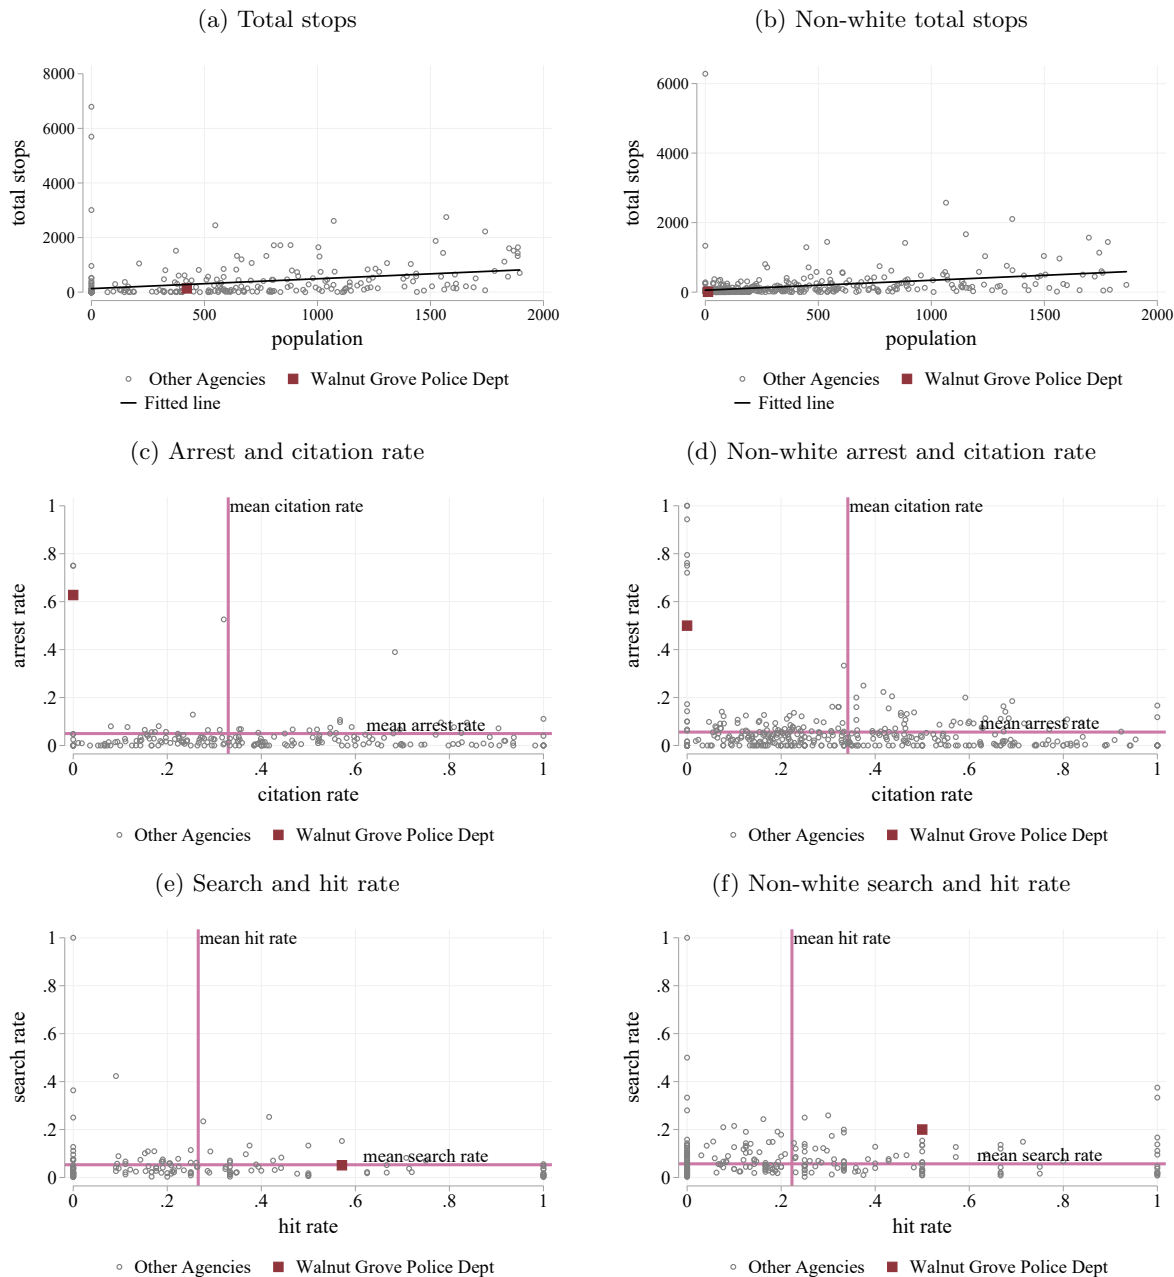 (a) Total stops
(b) Non-white total stops
8000
6000
4000
2000
0
total stops
0 500 1000 1500 2000
population
Other Agencies Walnut Grove Police Dept
Fitted line
6000
4000
2000
0
total stops
0 500 1000 1500 2000
population
Other Agencies Walnut Grove Police Dept
Fitted line
(c) Arrest and citation rate
(d) Non-white arrest and citation rate
1
.8
.6
.4
.2
0
arrest rate
mean citation rate
mean arrest rate
0 .2 .4 .6 .8 1
citation rate
Other Agencies Walnut Grove Police Dept
1
.8
.6
.4
.2
0
arrest rate
mean citation rate
mean arrest rate
0 .2 .4 .6 .8 1
citation rate
Other Agencies Walnut Grove Police Dept
(e) Search and hit rate
(f) Non-white search and hit rate
1
.8
.6
.4
.2
0
search rate
mean hit rate
mean search rate
0 .2 .4 .6 .8 1
hit rate
Other Agencies Walnut Grove Police Dept
1
.8
.6
.4
.2
0
search rate
mean hit rate
mean search rate
0 .2 .4 .6 .8 1
hit rate
Other Agencies Walnut Grove Police Dept